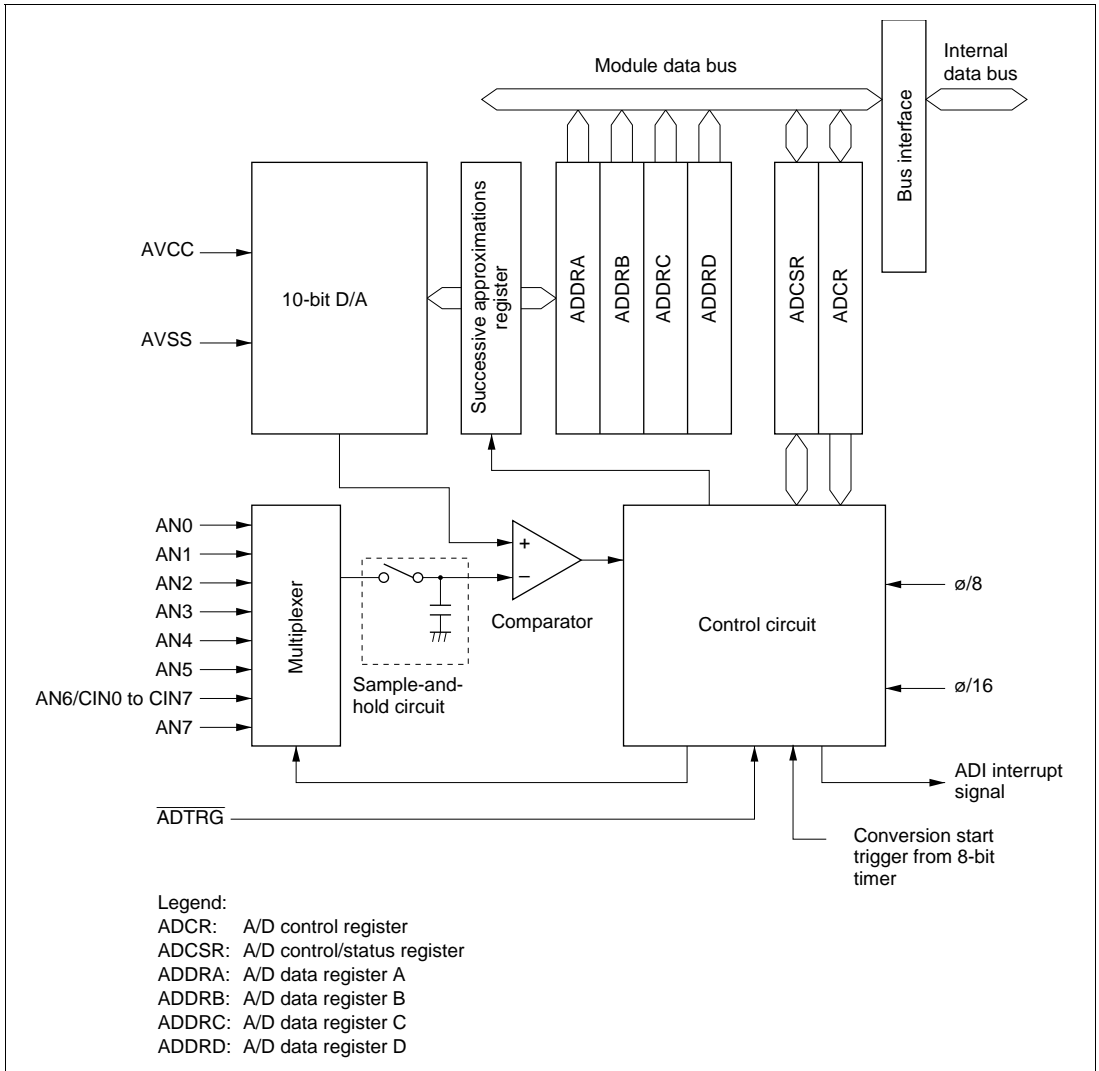 Module data bus
Internal
data bus
Bus interface
AVCC
AVSS
10-bit D/A
Successive approximations
register
ADDRA
ADDRB
ADDRC
ADDRD
ADCSR
ADCR
AN0
AN1
AN2
AN3
AN4
AN5
AN6/CIN0 to CIN7
AN7
Multiplexer
Sample-and-
hold circuit
+
−
Comparator
Control circuit
ø/8
ø/16
ADI interrupt
signal
ADTRG
Conversion start
trigger from 8-bit
timer
Legend:
ADCR: A/D control register
ADCSR: A/D control/status register
ADDRA: A/D data register A
ADDRB: A/D data register B
ADDRC: A/D data register C
ADDRD: A/D data register D